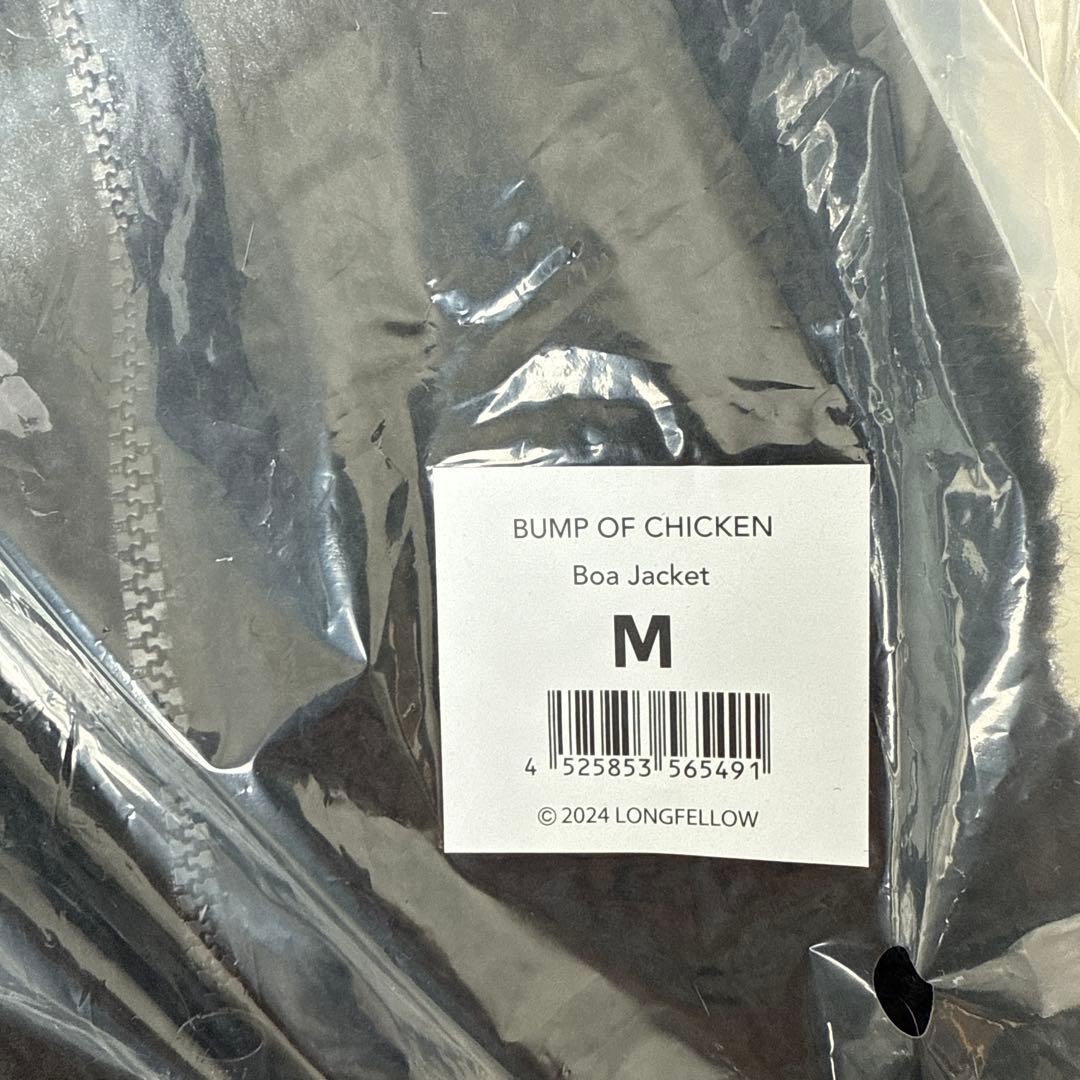 BUMP OF CHICKEN
Boa Jacket
M
4 525853 565491
© 2024 LONGFELLOW